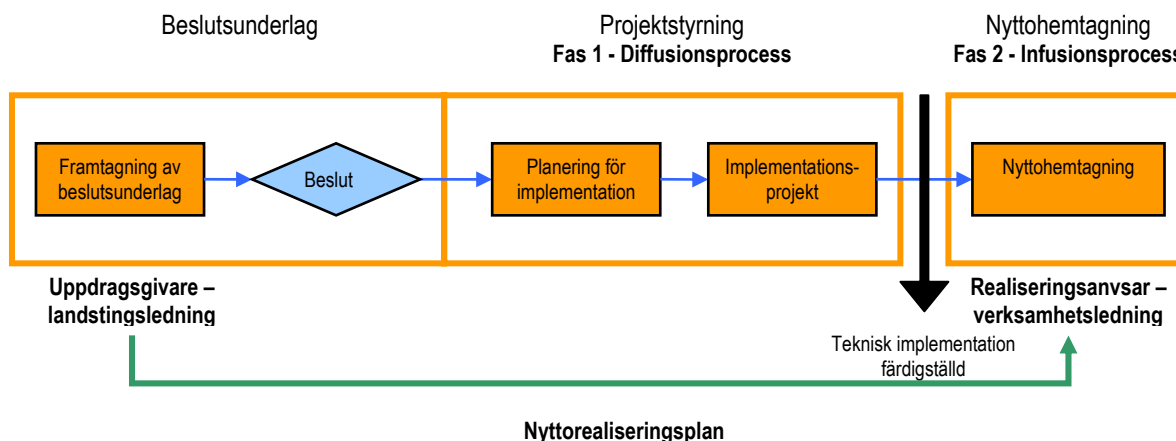 Beslutsunderlag
Projektstyrning
Fas 1 - Diffusionsprocess
Nyttohemtagning
Fas 2 - Infusionsprocess
Framtagning av
beslutsunderlag
Beslut
Planering för
implementation
Implementations-
projekt
Nyttohemtagning
Uppdragsgivare –
landstingsledning
Realiseringsanvsar –
verksamhetsledning
Teknisk implementation
färdigställd
Nyttorealiseringsplan